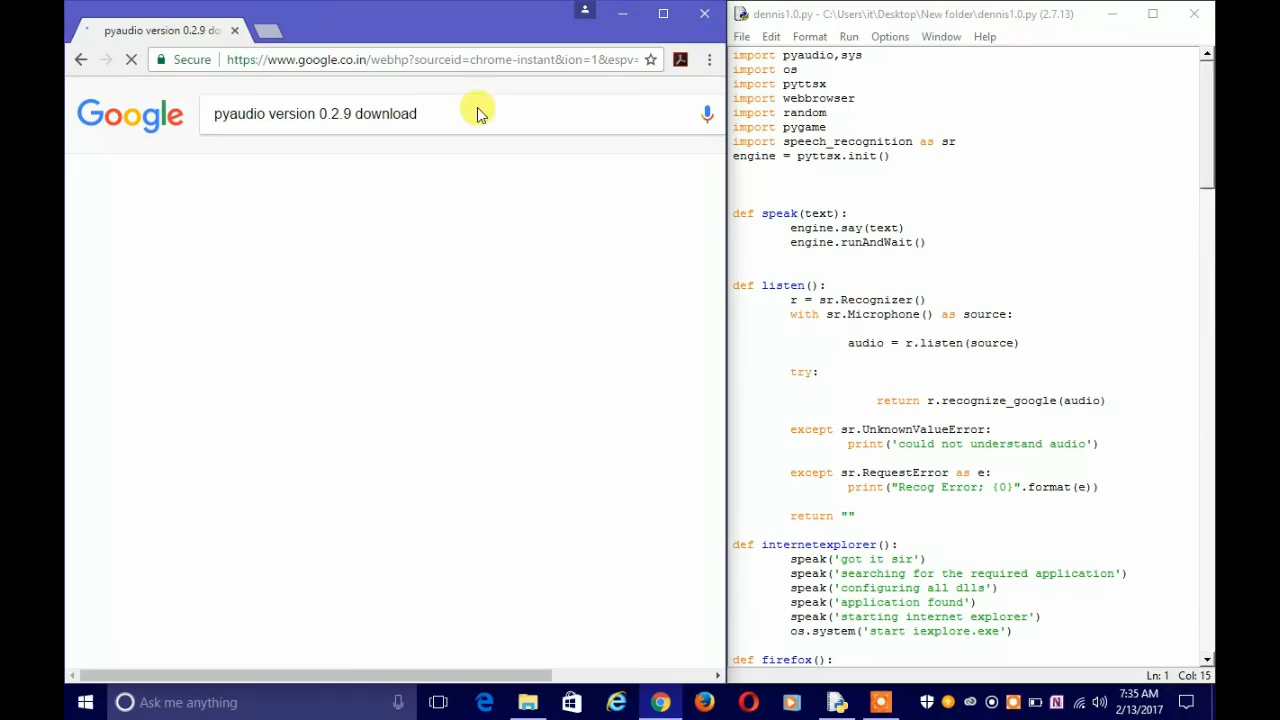 pyaudio version 0.2.9 do
Secure
https://www.google.co.in/webhp?sourceid=chrome-instant&ion=1&espv=
Google
pyaudio version 0.2.9 download
dennis1.0.py - C:\Users\it\Desktop\New folder\dennis1.0.py (2.7.13)
File Edit Format Run Options Window Help
import pyaudio,sys
import os
import pyttsx
import webbrowser
import random
import pygame
import speech_recognition as sr
engine = pyttsx.init()
def speak(text):
engine.say(text)
engine.runAndWait()
def listen():
r = sr.Recognizer()
with sr.Microphone() as source:
audio = r.listen(source)
try:
return r.recognize_google(audio)
except sr.UnknownValueError:
print('could not understand audio')
except sr.RequestError as e:
print("Recog Error; {0}".format(e))
return ""
def internetexplorer():
speak('got it sir')
speak('searching for the required application')
speak('configuring all dlls')
speak('application found')
speak('starting internet explorer')
os.system('start iexplore.exe')
def firefox():
Ln: 1 Col: 15
Ask me anything
7:35 AM
2/13/2017